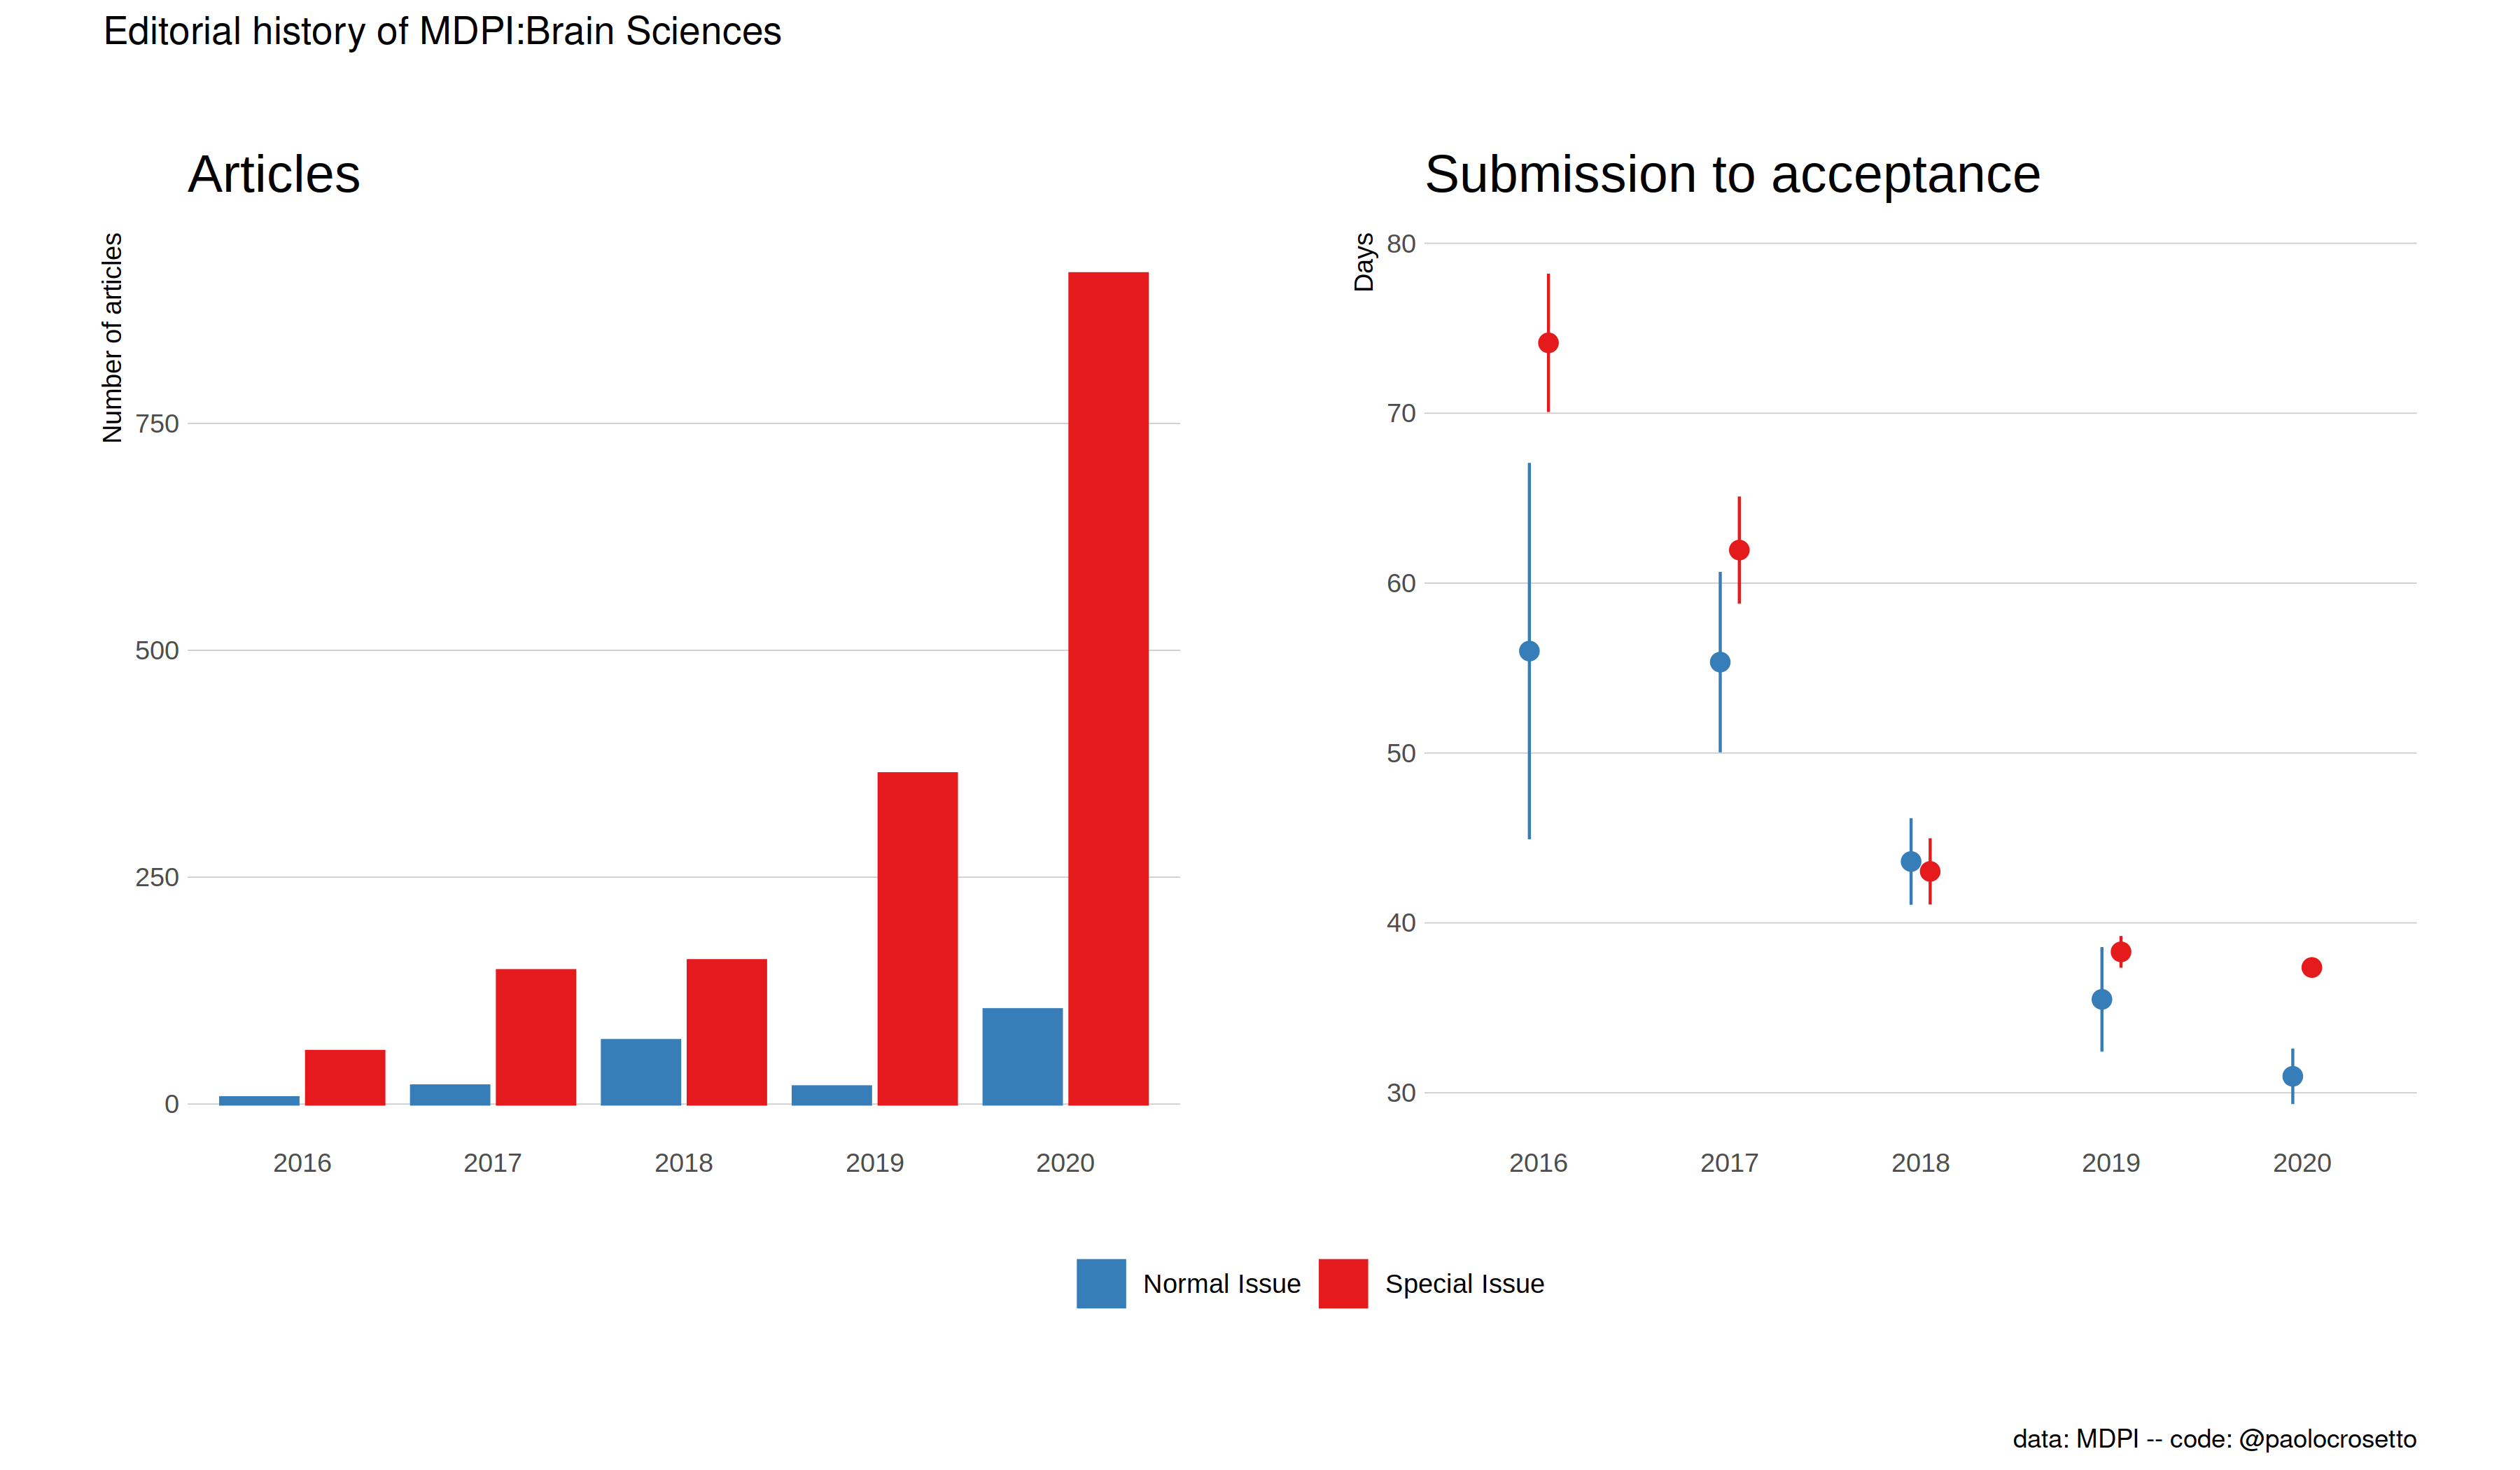 Editorial history of MDPI:Brain Sciences
Articles
Number of articles
750
500
250
0
2016 2017 2018 2019 2020
Submission to acceptance
Days
80
70
60
50
40
30
2016 2017 2018 2019 2020
Normal Issue Special Issue
data: MDPI -- code: @paolocrosetto